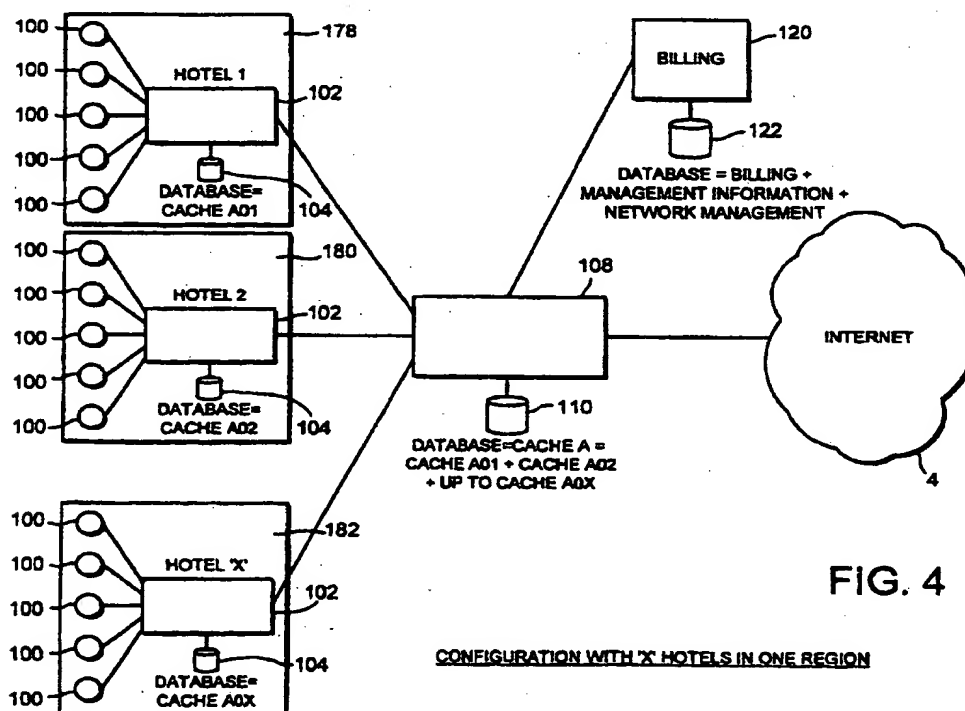 100
178
100
HOTEL 1
100
102
100
100
DATABASE=
CACHE A01
104
100
180
100
HOTEL 2
100
102
100
100
DATABASE=
CACHE A02
104
100
182
100
HOTEL 'X'
100
102
100
100
DATABASE=
CACHE A0X
104
108
110
DATABASE=CACHE A =
CACHE A01 + CACHE A02
+ UP TO CACHE A0X
BILLING
120
122
DATABASE = BILLING +
MANAGEMENT INFORMATION +
NETWORK MANAGEMENT
INTERNET
4
FIG. 4
CONFIGURATION WITH 'X' HOTELS IN ONE REGION